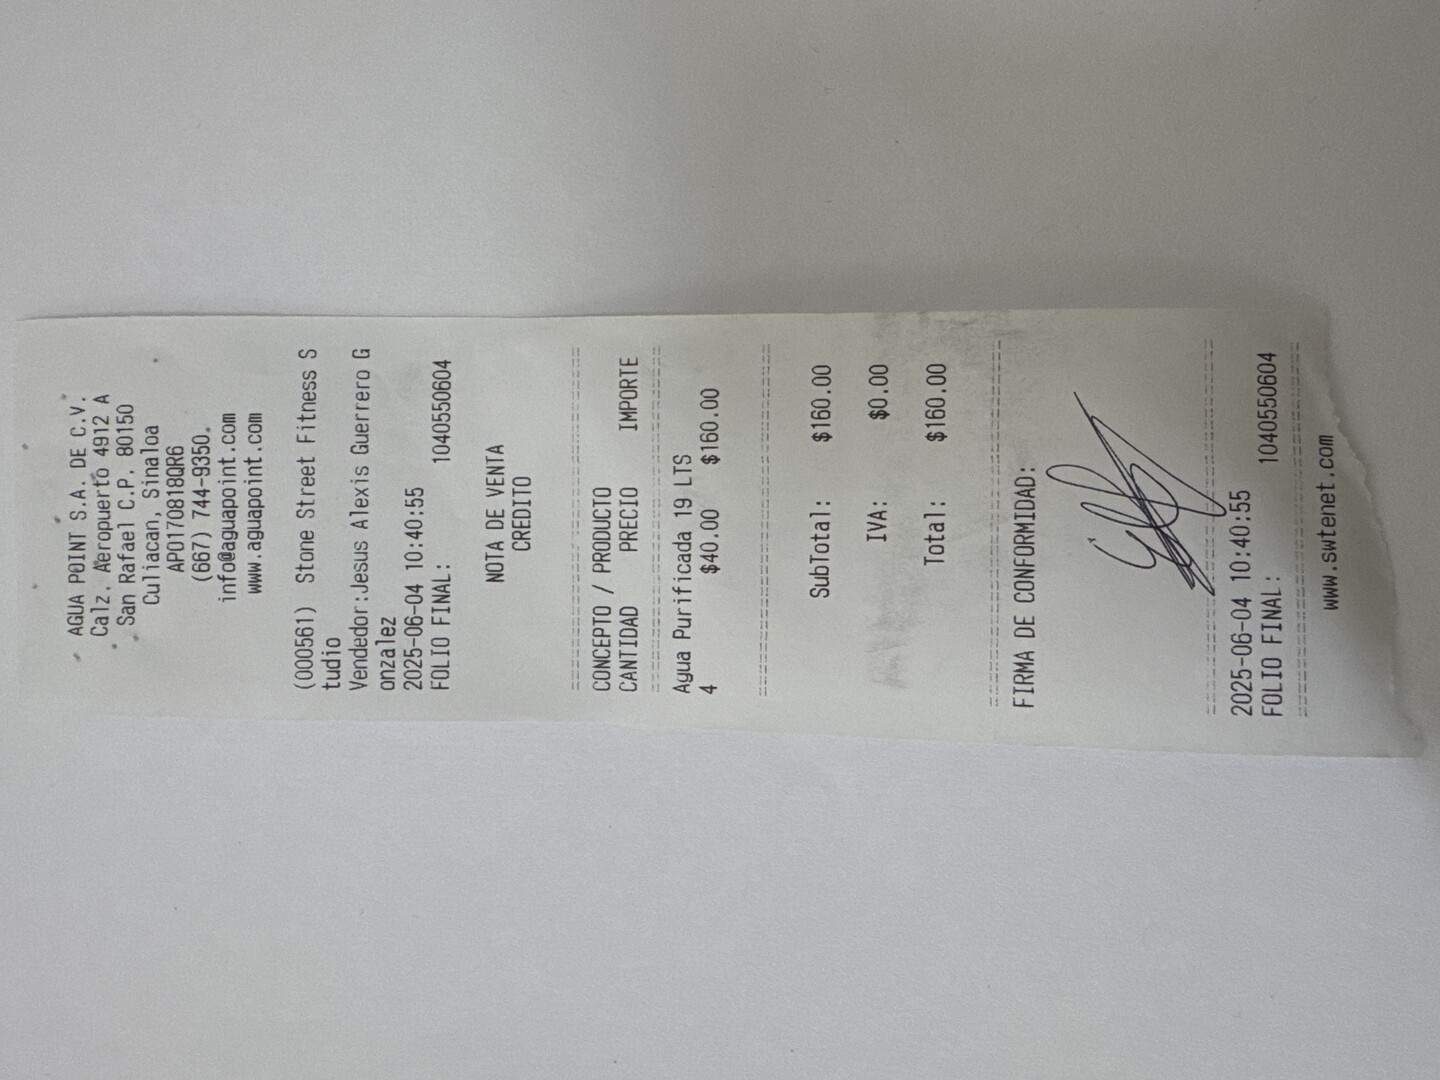 AGUA POINT S.A. DE C.V.
Calz. Aeropuerto 4912 A
San Rafael C.P. 80150
Culiacan, Sinaloa
APO170818QR6
(667) 744-9350.
info@aguapoint.com
www.aguapoint.com
(000561) Stone Street Fitness S
tudio
Vendedor:Jesus Alexis Guerrero G
onzalez
2025-06-04 10:40:55
FOLIO FINAL: 1040550604
NOTA DE VENTA
CREDITO
CONCEPTO / PRODUCTO
CANTIDAD PRECIO IMPORTE
Agua Purificada 19 LTS
4 $40.00 $160.00
SubTotal: $160.00
IVA: $0.00
Total: $160.00
FIRMA DE CONFORMIDAD:
2025-06-04 10:40:55
FOLIO FINAL: 1040550604
www.swtenet.com